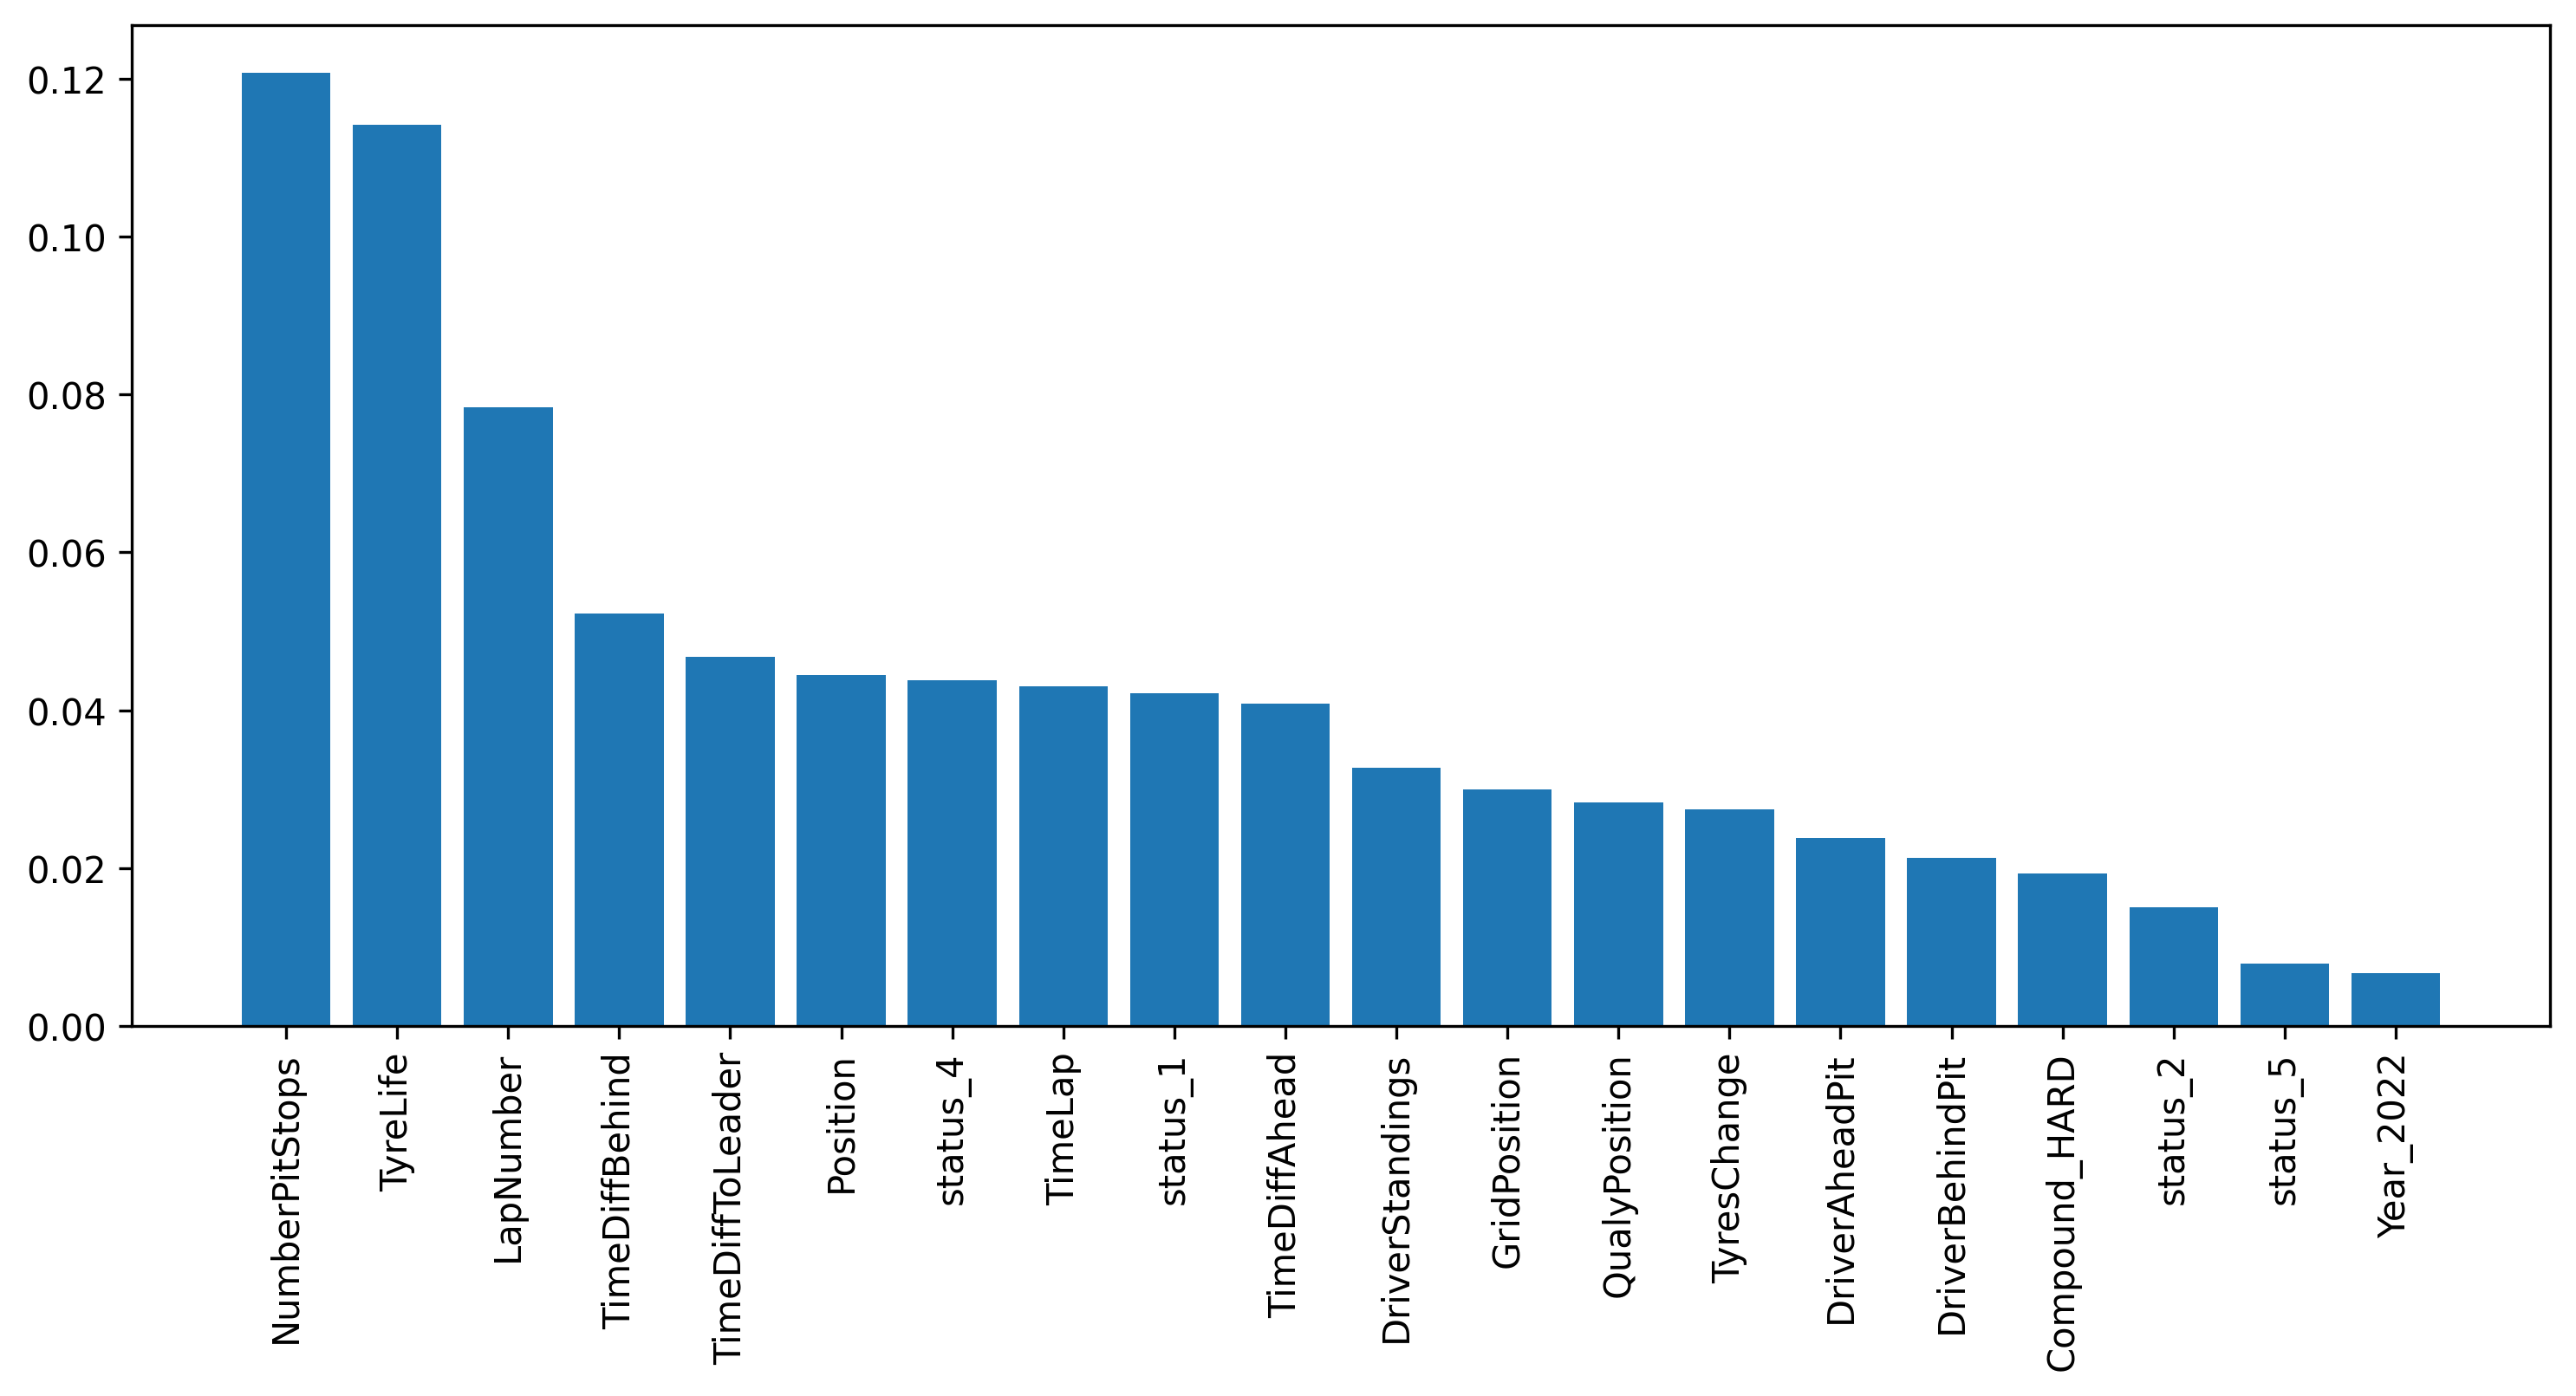 0.12
0.10
0.08
0.06
0.04
0.02
0.00
NumberPitStops
TyreLife
LapNumber
TimeDiffBehind
TimeDiffToLeader
Position
status_4
TimeLap
status_1
TimeDiffAhead
DriverStandings
GridPosition
QualyPosition
TyresChange
DriverAheadPit
DriverBehindPit
Compound_HARD
status_2
status_5
Year_2022